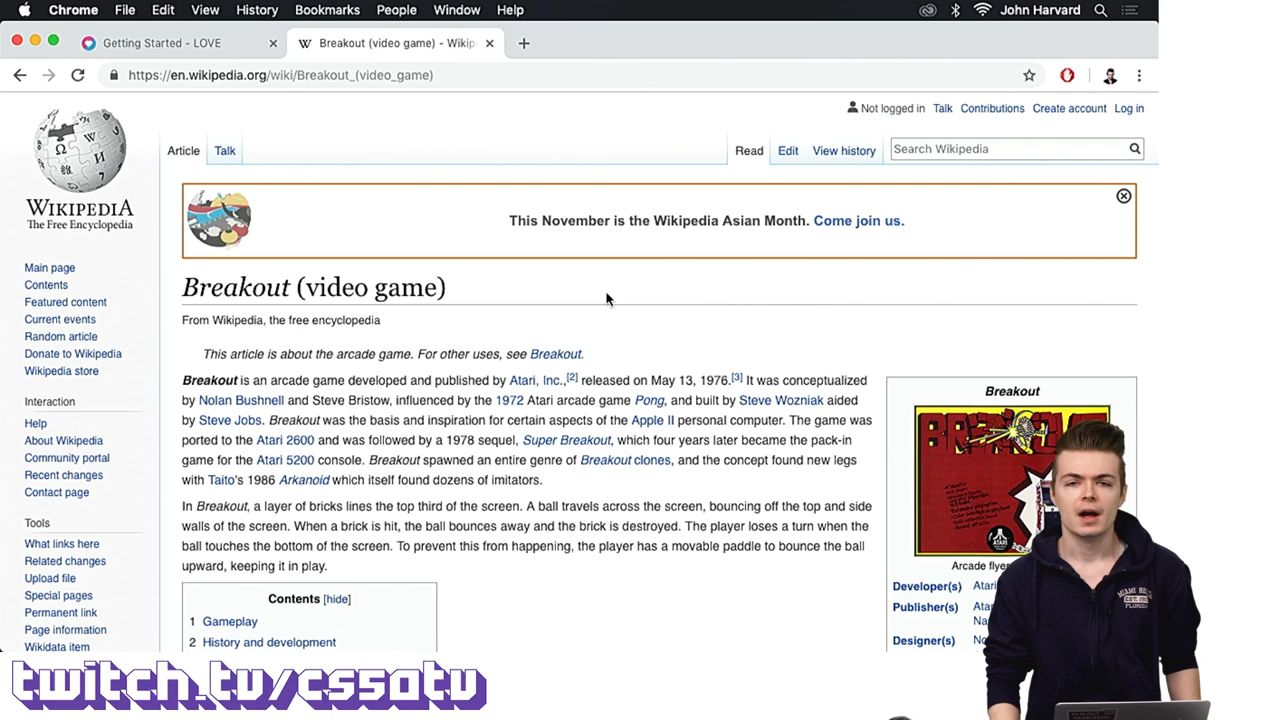 Chrome File Edit View History Bookmarks People Window Help John Harvard
Getting Started - LOVE
Breakout (video game) - Wikip
https://en.wikipedia.org/wiki/Breakout_(video_game)
Not logged in Talk Contributions Create account Log in
Article Talk Read Edit View history Search Wikipedia
WIKIPEDIA
The Free Encyclopedia
This November is the Wikipedia Asian Month. Come join us.
Main page
Contents
Featured content
Current events
Random article
Donate to Wikipedia
Wikipedia store
Interaction
Help
About Wikipedia
Community portal
Recent changes
Contact page
Tools
What links here
Related changes
Upload file
Special pages
Permanent link
Page information
Wikidata item
Breakout (video game)
From Wikipedia, the free encyclopedia
This article is about the arcade game. For other uses, see Breakout.
Breakout is an arcade game developed and published by Atari, Inc.,[2] released on May 13, 1976.[3] It was conceptualized
by Nolan Bushnell and Steve Bristow, influenced by the 1972 Atari arcade game Pong, and built by Steve Wozniak aided
by Steve Jobs. Breakout was the basis and inspiration for certain aspects of the Apple II personal computer. The game was
ported to the Atari 2600 and was followed by a 1978 sequel, Super Breakout, which four years later became the pack-in
game for the Atari 5200 console. Breakout spawned an entire genre of Breakout clones, and the concept found new legs
with Taito's 1986 Arkanoid which itself found dozens of imitators.
In Breakout, a layer of bricks lines the top third of the screen. A ball travels across the screen, bouncing off the top and side
walls of the screen. When a brick is hit, the ball bounces away and the brick is destroyed. The player loses a turn when the
ball touches the bottom of the screen. To prevent this from happening, the player has a movable paddle to bounce the ball
upward, keeping it in play.
Contents [hide]
1 Gameplay
2 History and development
Breakout
BREAKOUT
ATARI
Arcade flye
Developer(s) Atari
Publisher(s) Atar
Na
Designer(s) No
MIAMI
EST.
FLORIDA
twitch.tv/cs50tv